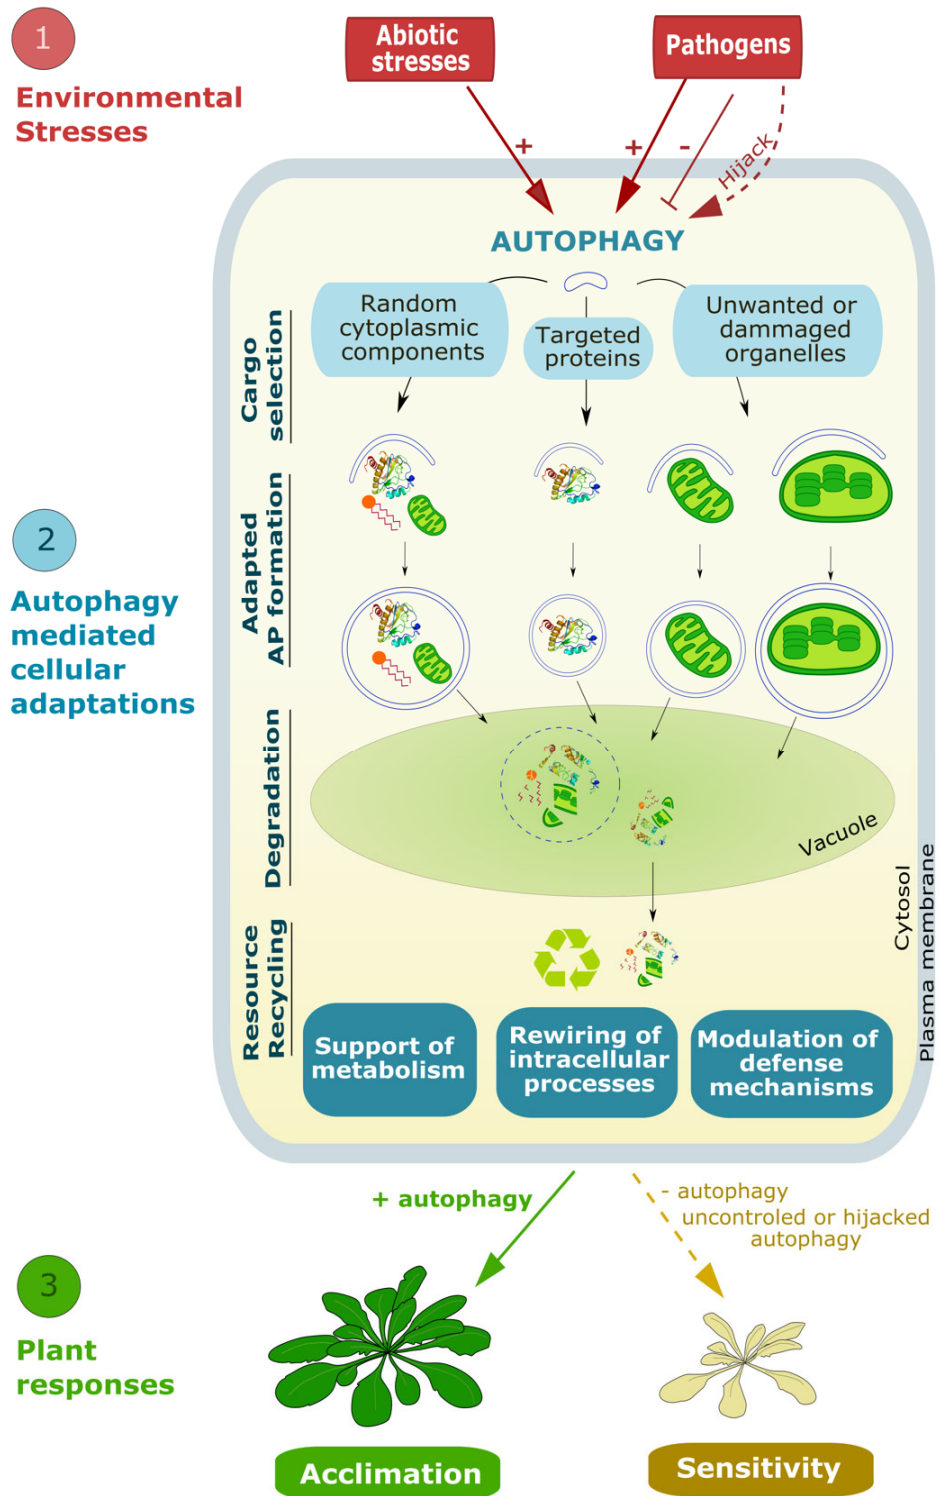 1
Environmental
Stresses
Abiotic
stresses
Pathogens
+
+
-
Hijack
AUTOPHAGY
Cargo
selection
Random
cytoplasmic
components
Targeted
proteins
Unwanted or
dammaged
organelles
2
Autophagy
mediated
cellular
adaptations
Adapted
AP formation
Degradation
Vacuole
Cytosol
Plasma membrane
Resource
Recycling
Support of
metabolism
Rewiring of
intracellular
processes
Modulation of
defense
mechanisms
+ autophagy
- autophagy
uncontroled or hijacked
autophagy
3
Plant
responses
Acclimation
Sensitivity